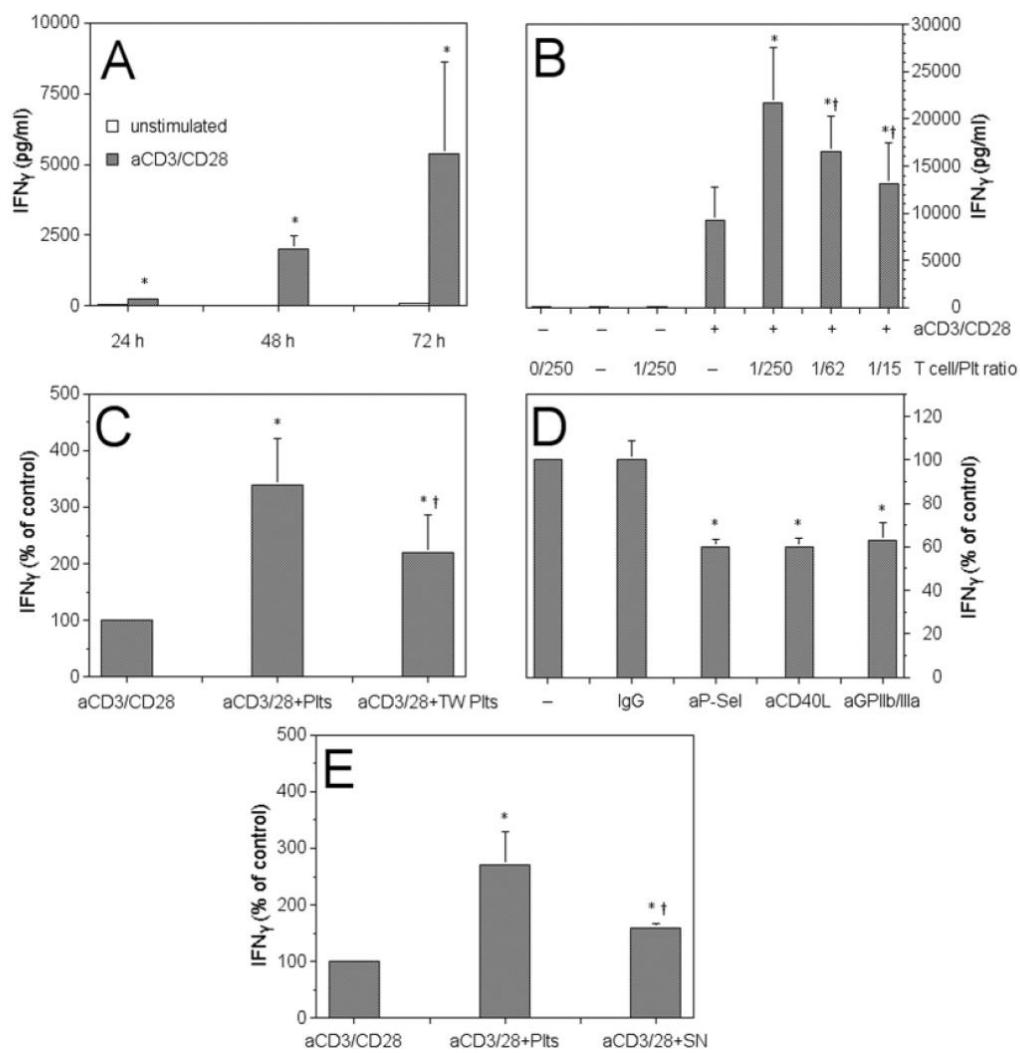 A
10000
7500
5000
2500
0
IFNγ (pg/ml)
unstimulated
aCD3/CD28
*
*
*
24 h 48 h 72 h
B
30000
25000
20000
15000
10000
5000
0
IFNγ (pg/ml)
*
*†
*†
– – – + + + + aCD3/CD28
0/250 – 1/250 – 1/250 1/62 1/15 T cell/Plt ratio
C
500
400
300
200
100
0
IFNγ (% of control)
*
* †
aCD3/CD28 aCD3/28+Plts aCD3/28+TW Plts
D
120
100
80
60
40
20
0
IFNγ (% of control)
*
*
*
– IgG aP-Sel aCD40L aGPIIb/IIIa
E
500
400
300
200
100
0
IFNγ (% of control)
*
* †
aCD3/CD28 aCD3/28+Plts aCD3/28+SN